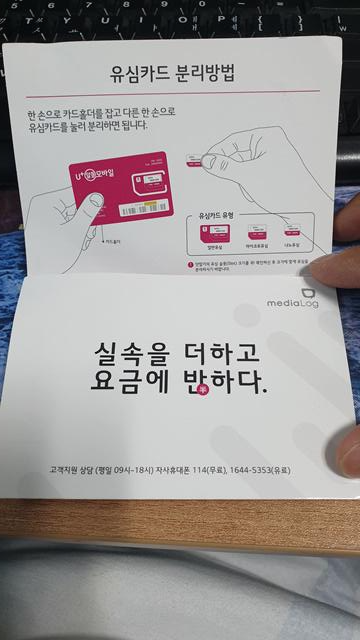 유심카드 분리방법
한 손으로 카드홀더를 잡고 다른 한 손으로
유심카드를 눌러 분리하면 됩니다.
U+알뜰모바일
카드홀더
유심카드 유형
일반유심 마이크로유심 나노유심
mediaLog
실속을 더하고
요금에 반하다.
半
고객지원 상담 (평일 09시~18시) 자사휴대폰 114(무료), 1644-5353(유료)